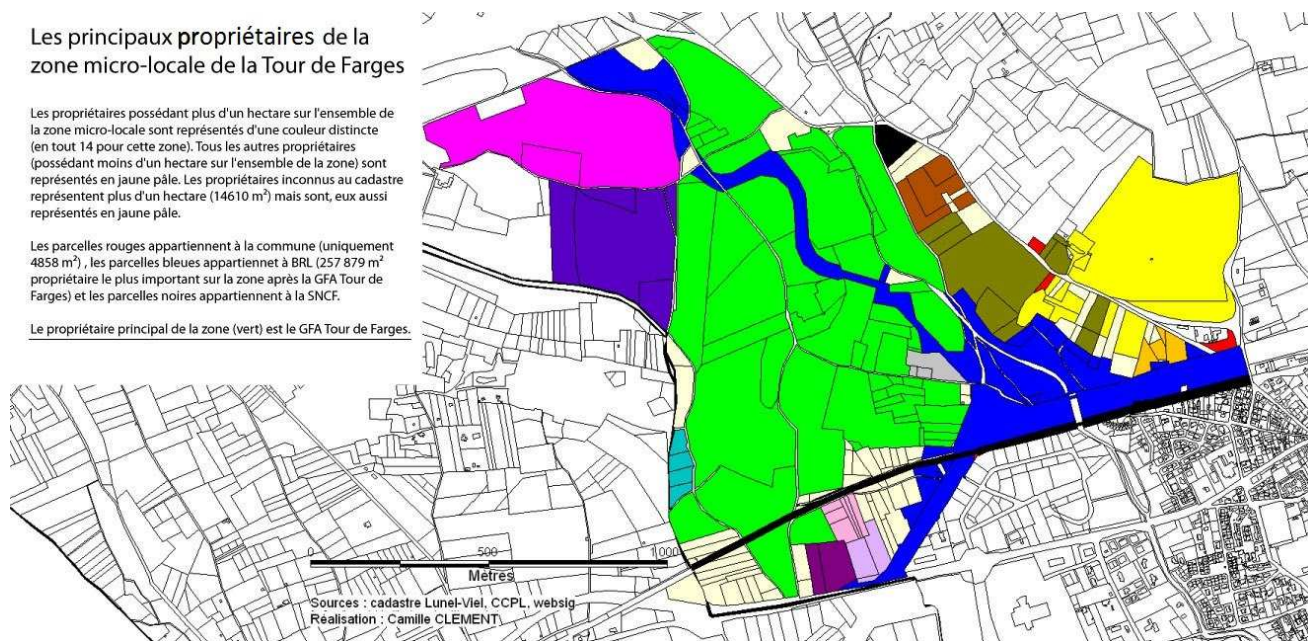 Les principaux propriétaires de la
zone micro-locale de la Tour de Farges
Les propriétaires possédant plus d'un hectare sur l'ensemble de
la zone micro-locale sont représentés d'une couleur distincte
(en tout 14 pour cette zone). Tous les autres propriétaires
(possédant moins d'un hectare sur l'ensemble de la zone) sont
représentés en jaune pâle. Les propriétaires inconnus au cadastre
représentent plus d'un hectare (14610 m²) mais sont, eux aussi
représentés en jaune pâle.
Les parcelles rouges appartiennent à la commune (uniquement
4858 m²) , les parcelles bleues appartiennet à BRL (257 879 m²
propriétaire le plus important sur la zone après la GFA Tour de
Farges) et les parcelles noires appartiennent à la SNCF.
Le propriétaire principal de la zone (vert) est le GFA Tour de Farges.
0 500 1 000
Mètres
Sources : cadastre Lunel-Viel, CCPL, websig
Réalisation : Camille CLEMENT